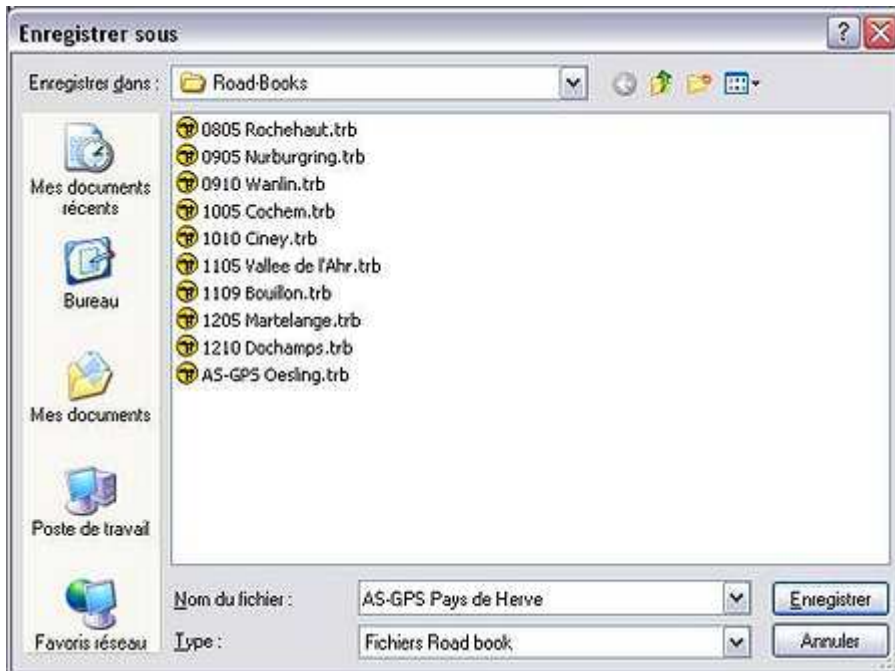 Enregistrer sous
Enregistrer dans :
Road-Books
0805 Rochehaut.trb
0905 Nurburgring.trb
0910 Wanlin.trb
1005 Cochem.trb
1010 Ciney.trb
1105 Vallee de l'Ahr.trb
1109 Bouillon.trb
1205 Martelange.trb
1210 Dochamps.trb
AS-GPS Oesling.trb
Mes documents
récents
Bureau
Mes documents
Poste de travail
Favoris réseau
Nom du fichier :
AS-GPS Pays de Herve
Enregistrer
Type :
Fichiers Road book
Annuler